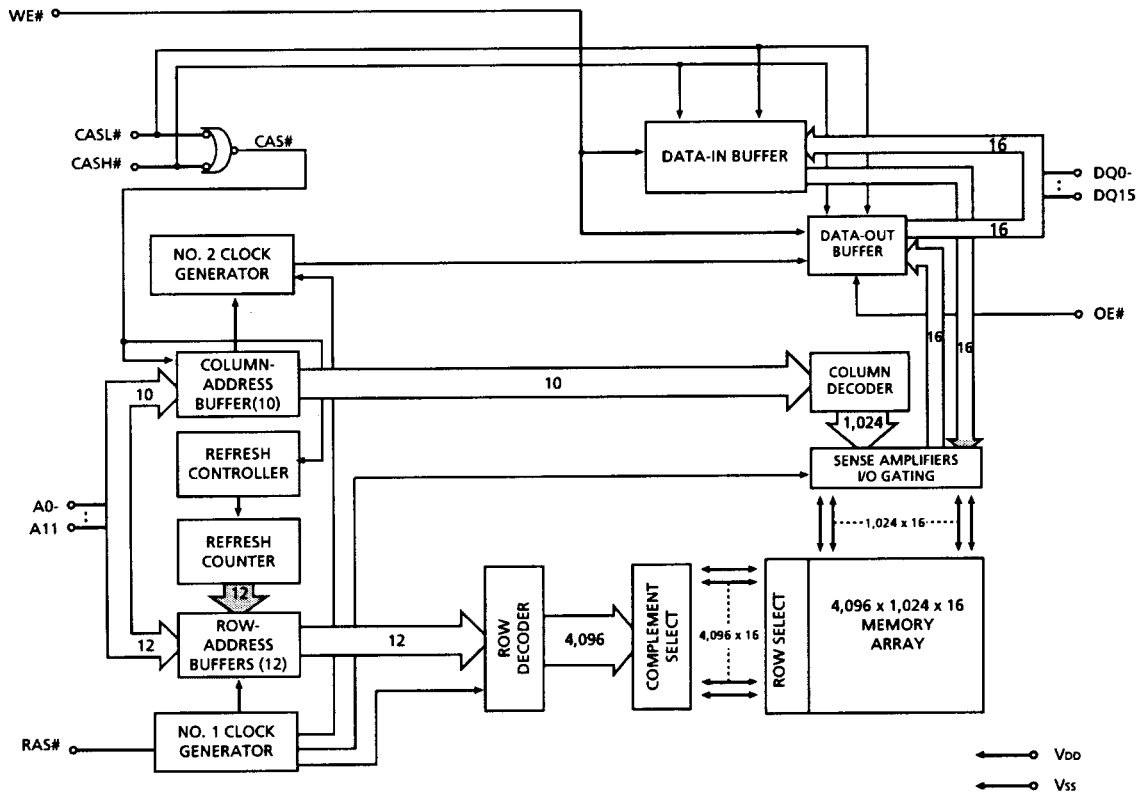 WE#
CASL#
CASH#
CAS#
DATA-IN BUFFER
16
DQ0-
DQ15
16
DATA-OUT
BUFFER
NO. 2 CLOCK
GENERATOR
OE#
16
16
COLUMN-
ADDRESS
BUFFER(10)
10
10
COLUMN
DECODER
1,024
REFRESH
CONTROLLER
SENSE AMPLIFIERS
I/O GATING
A0-
A11
1,024 x 16
REFRESH
COUNTER
12
ROW-
ADDRESS
BUFFERS (12)
12
12
ROW
DECODER
4,096
COMPLEMENT
SELECT
4,096 x 16
ROW SELECT
4,096 x 1,024 x 16
MEMORY
ARRAY
RAS#
NO. 1 CLOCK
GENERATOR
VDD
VSS